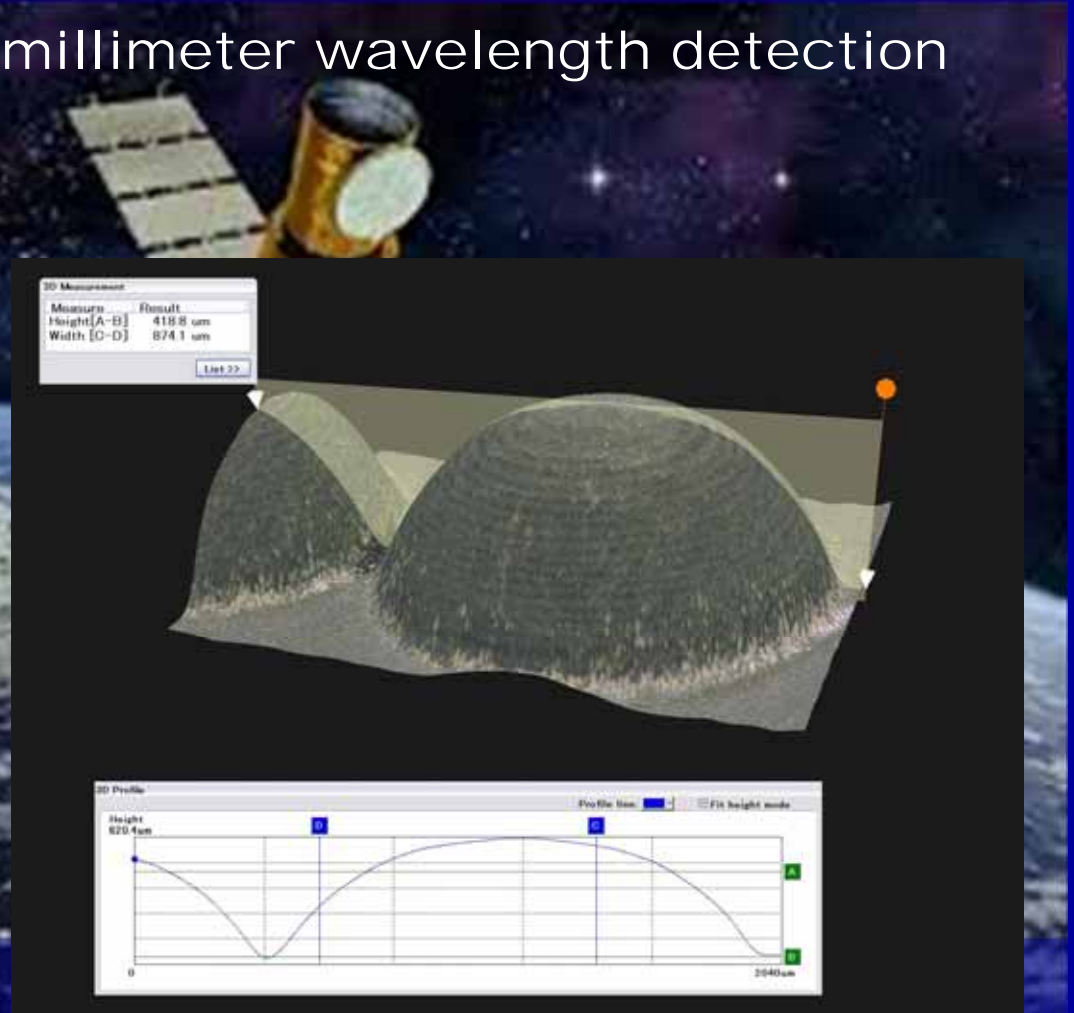 millimeter wavelength detection
3D Measurement
Measure Result
Height[A-B] 418.8 um
Width [C-D] 874.1 um
List >>
3D Profile
Profile line: Fit height mode
Height
620.4um
D C
A
B
0 2040um